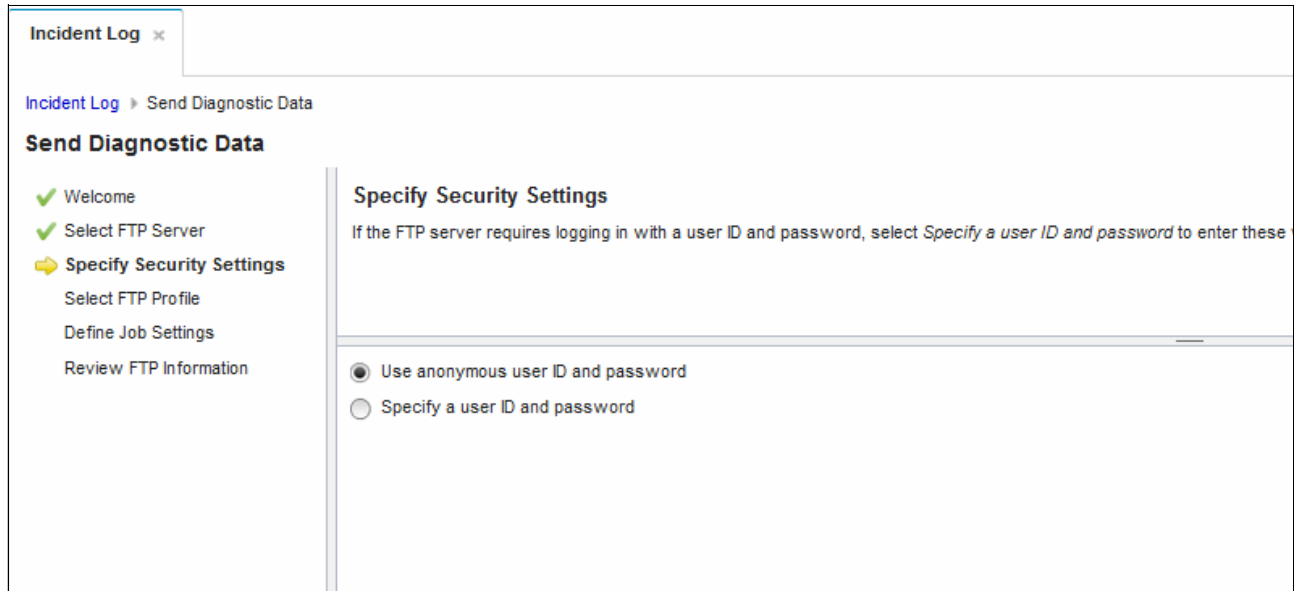 Incident Log ×
Incident Log ▸ Send Diagnostic Data
Send Diagnostic Data
Welcome
Select FTP Server
Specify Security Settings
Select FTP Profile
Define Job Settings
Review FTP Information
Specify Security Settings
If the FTP server requires logging in with a user ID and password, select Specify a user ID and password to enter these
Use anonymous user ID and password
Specify a user ID and password